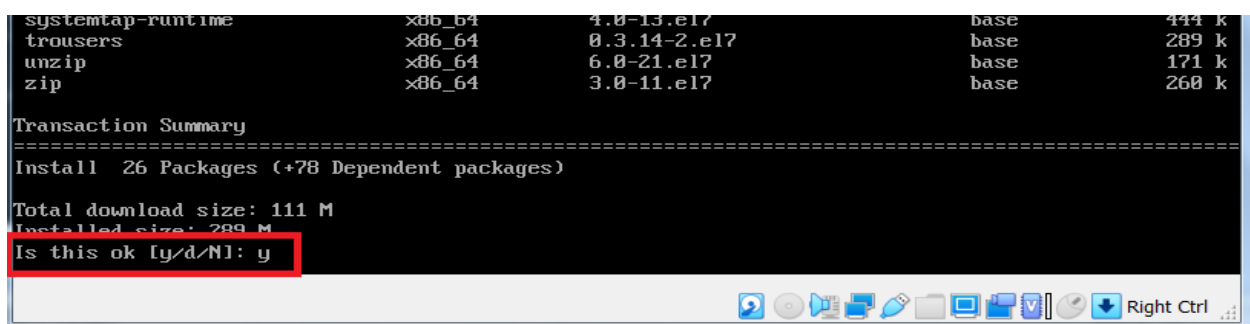 systemtap-runtime x86_64 4.0-13.el7 base 444 k
trousers x86_64 0.3.14-2.el7 base 289 k
unzip x86_64 6.0-21.el7 base 171 k
zip x86_64 3.0-11.el7 base 260 k
Transaction Summary
================================================================================
Install 26 Packages (+78 Dependent packages)
Total download size: 111 M
Installed size: 289 M
Is this ok [y/d/N]: y
Right Ctrl